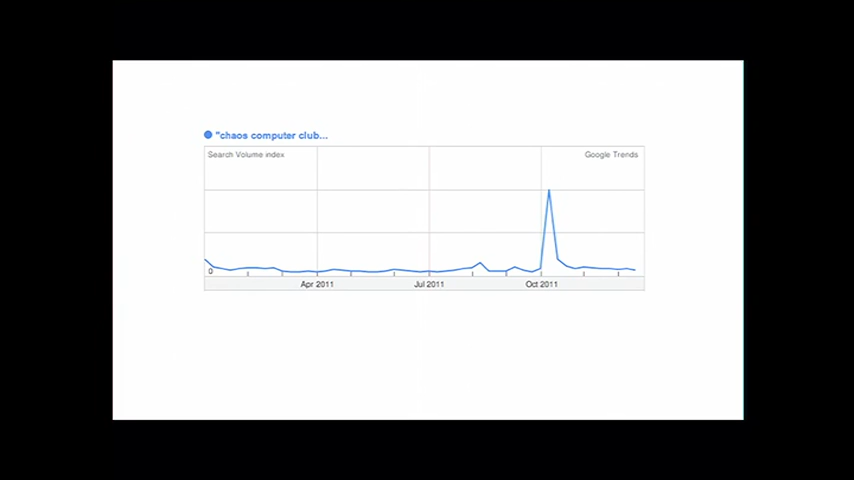 "chaos computer club...
Search Volume index
Google Trends
0
Apr 2011
Jul 2011
Oct 2011